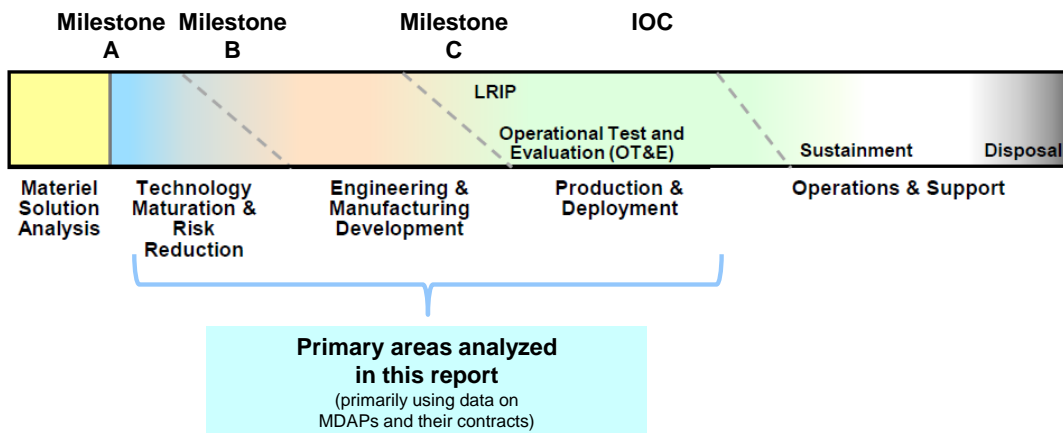 Milestone A
Milestone B
Milestone C
IOC
LRIP
Operational Test and
Evaluation (OT&E)
Sustainment
Disposal
Materiel
Solution
Analysis
Technology
Maturation &
Risk
Reduction
Engineering &
Manufacturing
Development
Production &
Deployment
Operations & Support
Primary areas analyzed
in this report
(primarily using data on
MDAPs and their contracts)